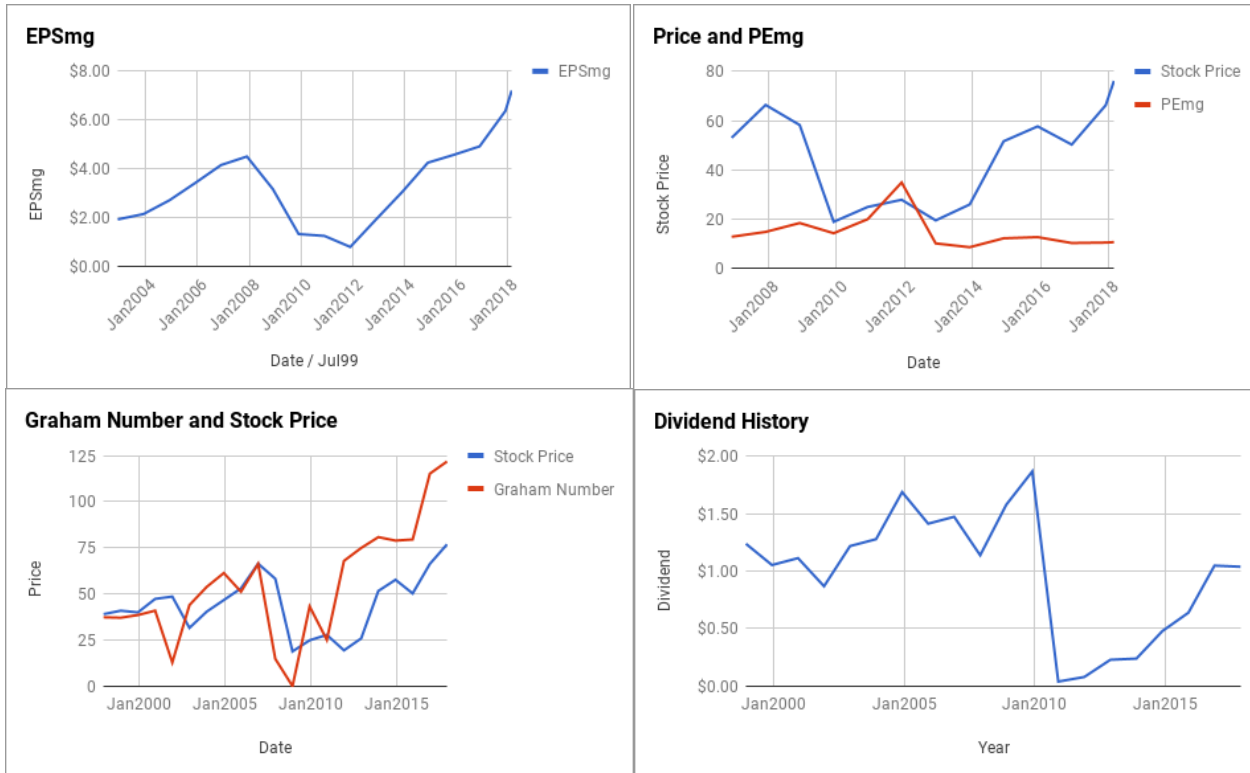 EPSmg
EPSmg
$8.00
$6.00
$4.00
$2.00
$0.00
EPSmg
Jan2004
Jan2006
Jan2008
Jan2010
Jan2012
Jan2014
Jan2016
Jan2018
Date / Jul99
Price and PEmg
Stock Price
PEmg
80
60
40
20
0
Stock Price
Jan2008
Jan2010
Jan2012
Jan2014
Jan2016
Jan2018
Date
Graham Number and Stock Price
Stock Price
Graham Number
125
100
75
50
25
0
Price
Jan2000
Jan2005
Jan2010
Jan2015
Date
Dividend History
$2.00
$1.50
$1.00
$0.50
$0.00
Dividend
Jan2000
Jan2005
Jan2010
Jan2015
Year